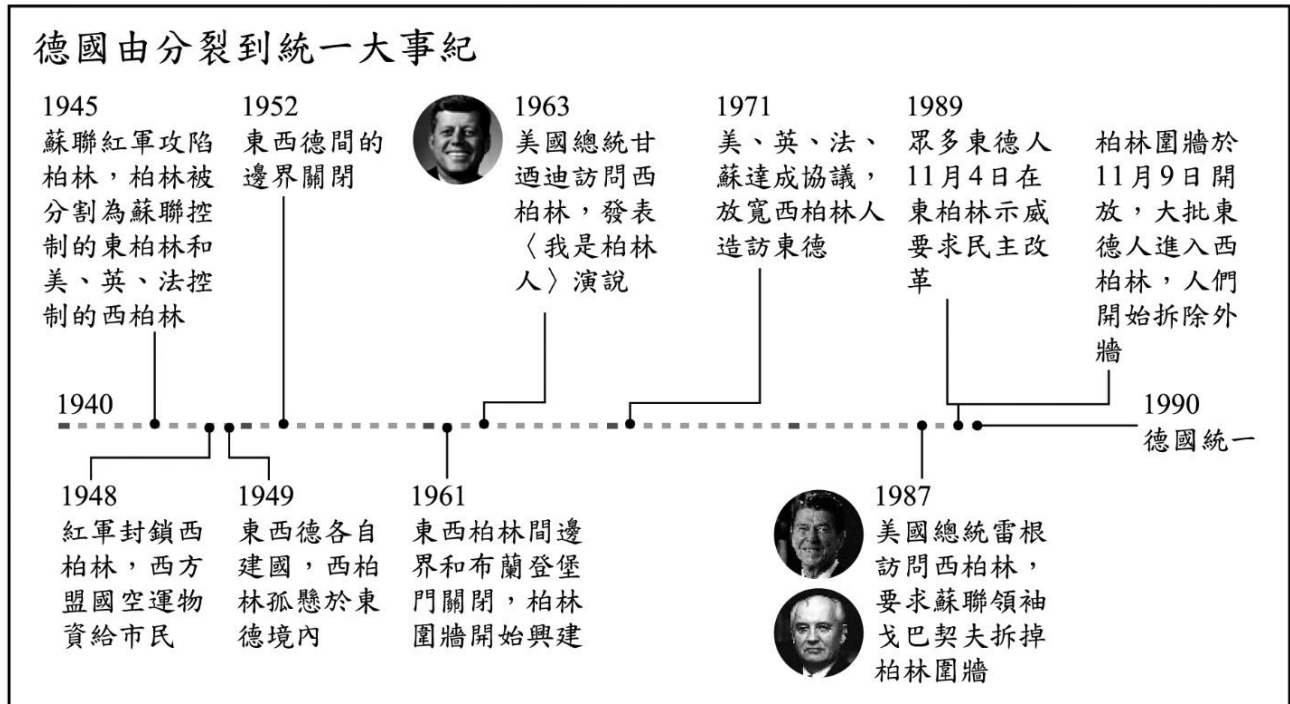 德國由分裂到統一大事紀
1945
蘇聯紅軍攻陷
柏林，柏林被
分割為蘇聯控
制的東柏林和
美、英、法控
制的西柏林
1952
東西德間的
邊界關閉
1963
美國總統甘
迺迪訪問西
柏林，發表
〈我是柏林
人〉演說
1971
美、英、法、
蘇達成協議，
放寬西柏林人
造訪東德
1989
眾多東德人
11月4日在
東柏林示威
要求民主改
革
柏林圍牆於
11月9日開
放，大批東
德人進入西
柏林，人們
開始拆除外
牆
1940
1990
德國統一
1948
紅軍封鎖西
柏林，西方
盟國空運物
資給市民
1949
東西德各自
建國，西柏
林孤懸於東
德境內
1961
東西柏林間邊
界和布蘭登堡
門關閉，柏林
圍牆開始興建
1987
美國總統雷根
訪問西柏林，
要求蘇聯領袖
戈巴契夫拆掉
柏林圍牆